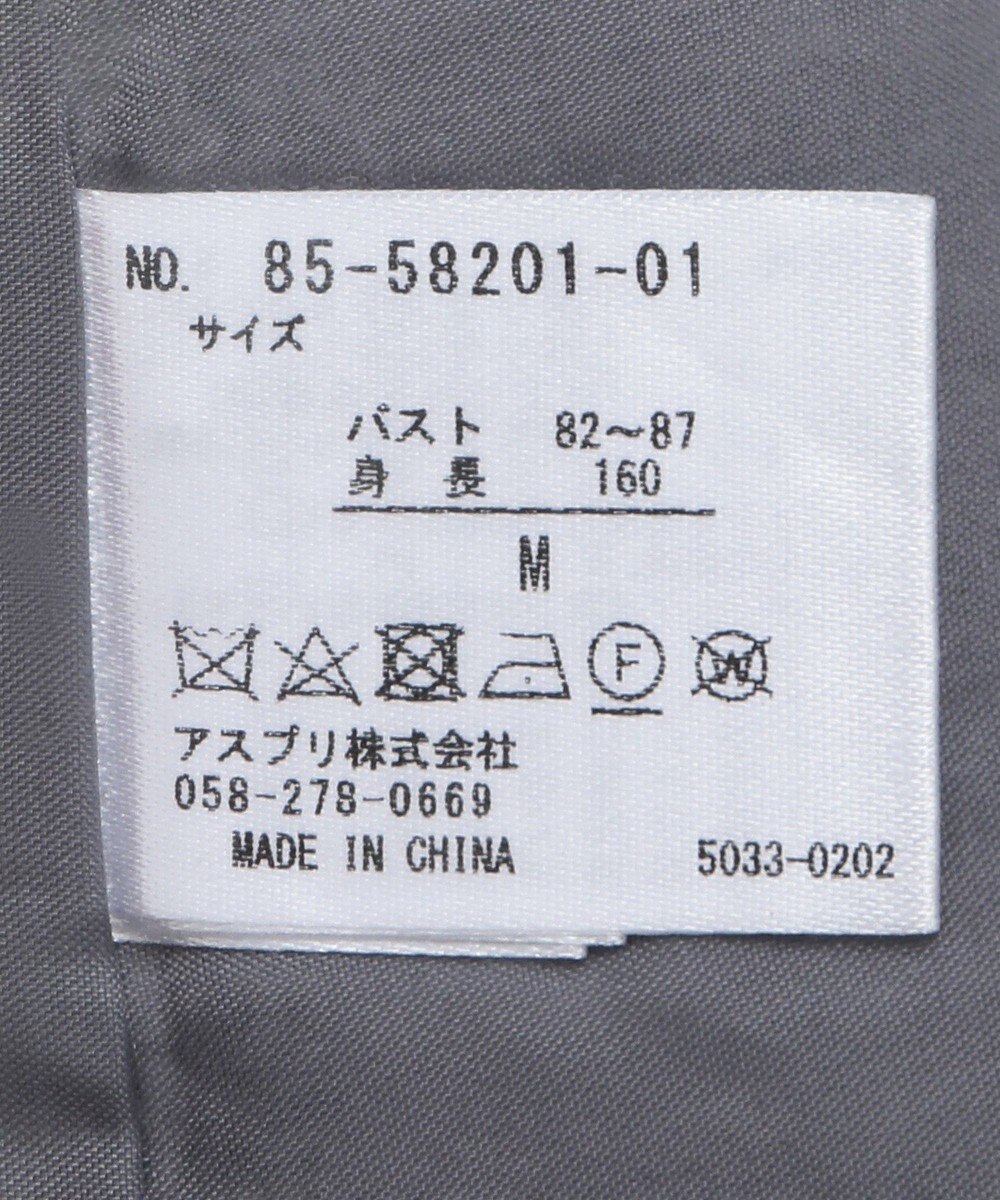 NO. 85-58201-01
サイズ
バスト 82～87
身長 160
M
F W
アスプリ株式会社
058-278-0669
MADE IN CHINA 5033-0202